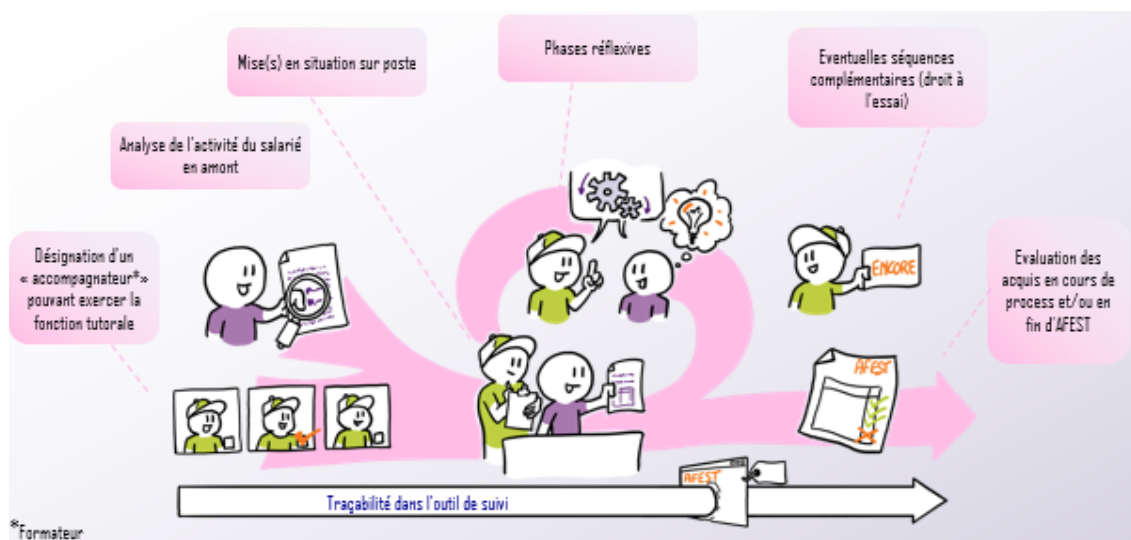 Désignation d'un
« accompagnateur*»
pouvant exercer la
fonction tutorale
Analyse de l'activité du salarié
en amont
Mise(s) en situation sur poste
Phases réflexives
Eventuelles séquences
complémentaires (droit à
l'essai)
Evaluation des
acquis en cours de
process et/ou en
fin d'AFEST
ENCORE
AFEST
AFEST
Traçabilité dans l'outil de suivi
*Formateur